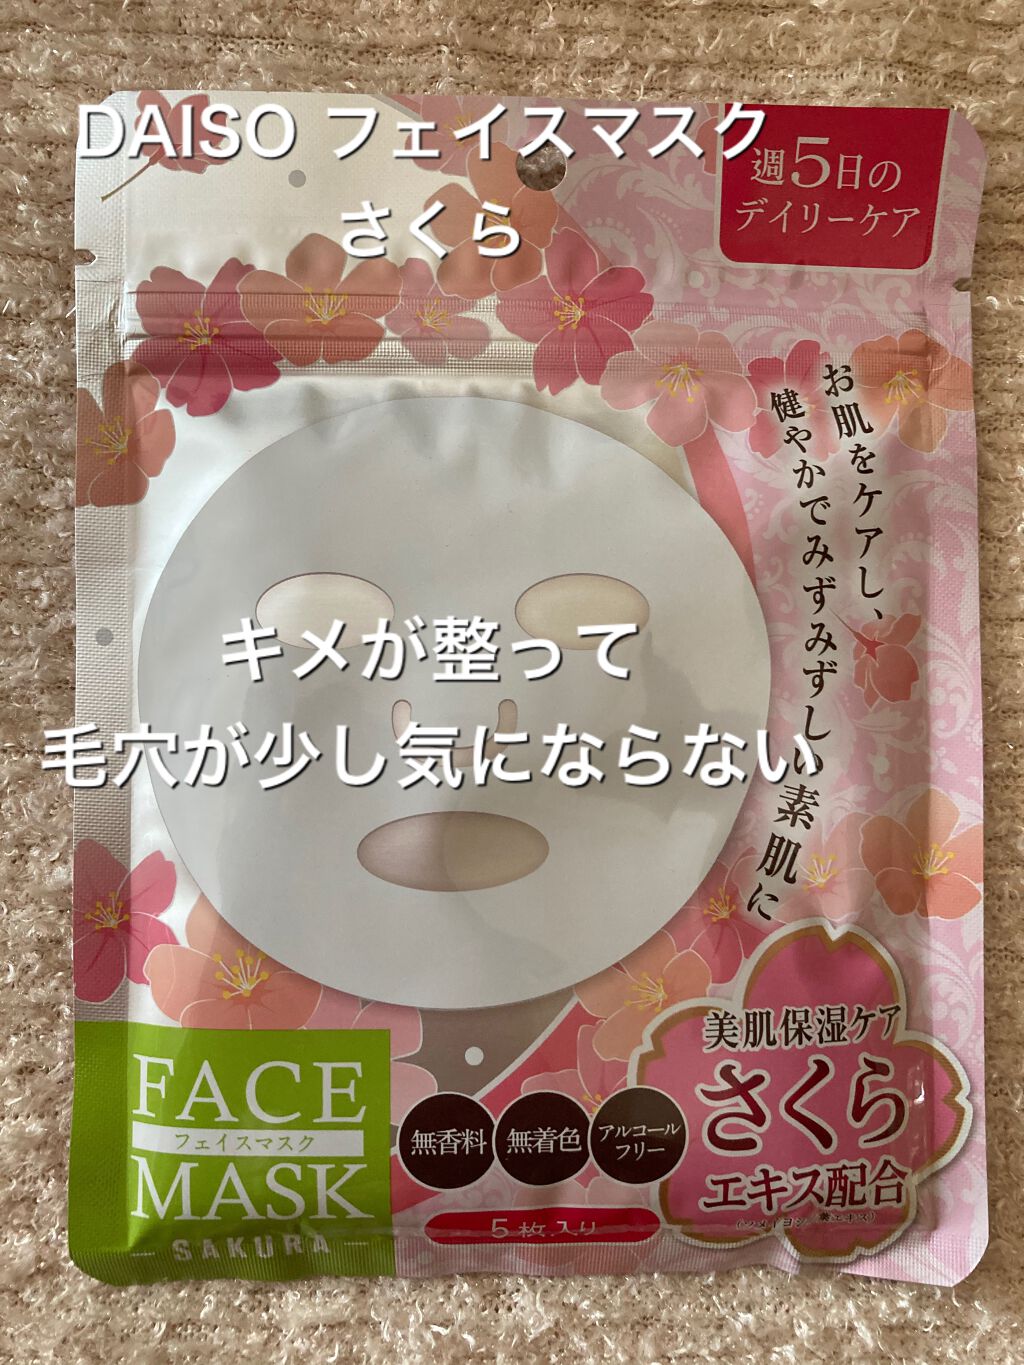 DAISO フェイスマスク
さくら
週5日の
デイリーケア
お肌をケアし、
健やかでみずみずしい素肌に
キメが整って
毛穴が少し気にならない
美肌保湿ケア
さくら
エキス配合
FACE
フェイスマスク
MASK
SAKURA
無香料
無着色
アルコール
フリー
5枚入り